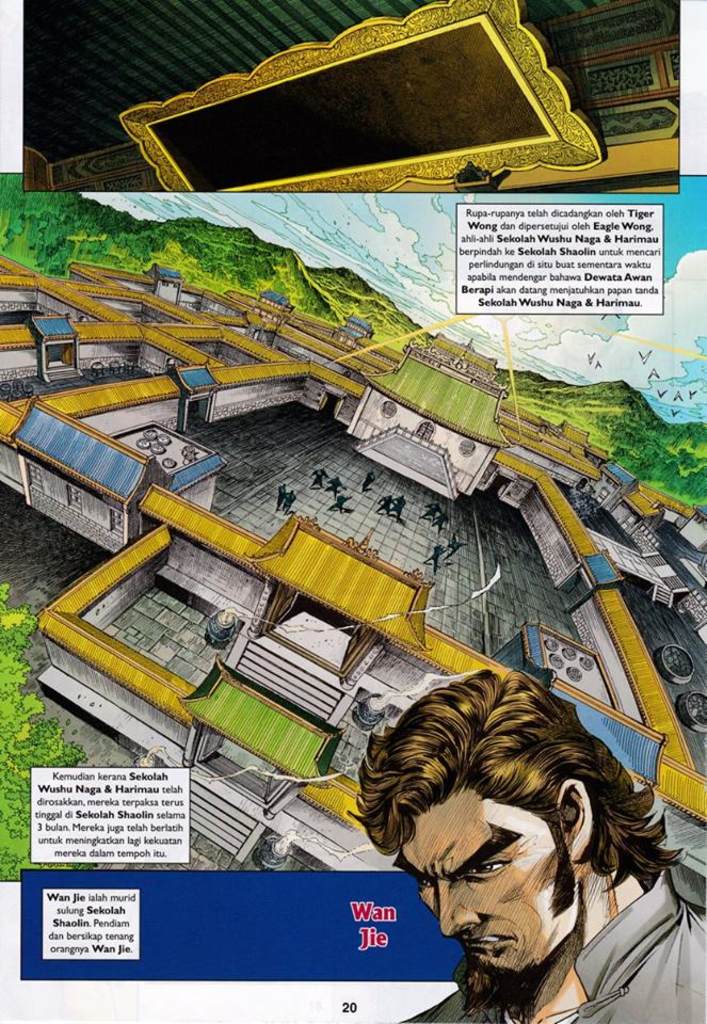 Rupa-rupanya telah dicadangkan oleh Tiger
Wong dan dipersetujui oleh Eagle Wong,
ahli-ahli Sekolah Wushu Naga & Harimau
berpindah ke Sekolah Shaolin untuk mencari
perlindungan di situ buat sementara waktu
apabila mendengar bahawa Dewata Awan
Berapi akan datang menjatuhkan papan tanda
Sekolah Wushu Naga & Harimau.
Kemudian kerana Sekolah
Wushu Naga & Harimau telah
dirosakkan, mereka terpaksa terus
tinggal di Sekolah Shaolin selama
3 bulan. Mereka juga telah berlatih
untuk meningkatkan lagi kekuatan
mereka dalam tempoh itu.
Wan Jie ialah murid
sulung Sekolah
Shaolin. Pendiam
dan bersikap tenang
orangnya Wan Jie.
Wan
Jie
20